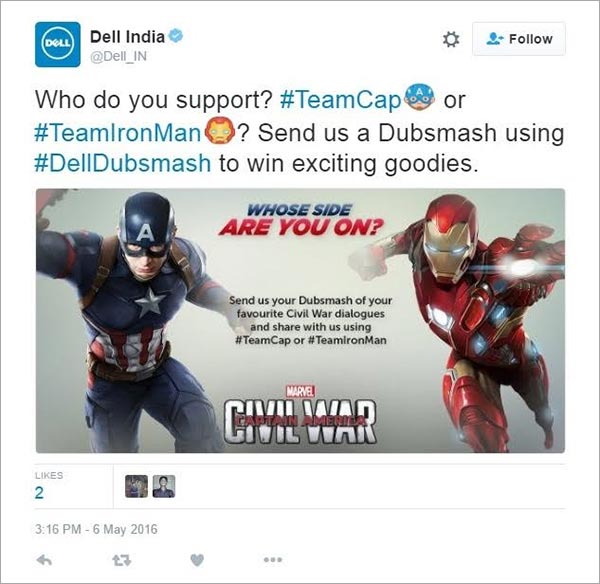 DELL
Dell India
@Dell_IN
Follow
Who do you support? #TeamCap or
#TeamIronMan? Send us a Dubsmash using
#DellDubsmash to win exciting goodies.
A
WHOSE SIDE
ARE YOU ON?
Send us your Dubsmash of your
favourite Civil War dialogues
and share with us using
#TeamCap or #TeamIronMan
MARVEL
CAPTAIN AMERICA
CIVIL WAR
LIKES
2
3:16 PM - 6 May 2016